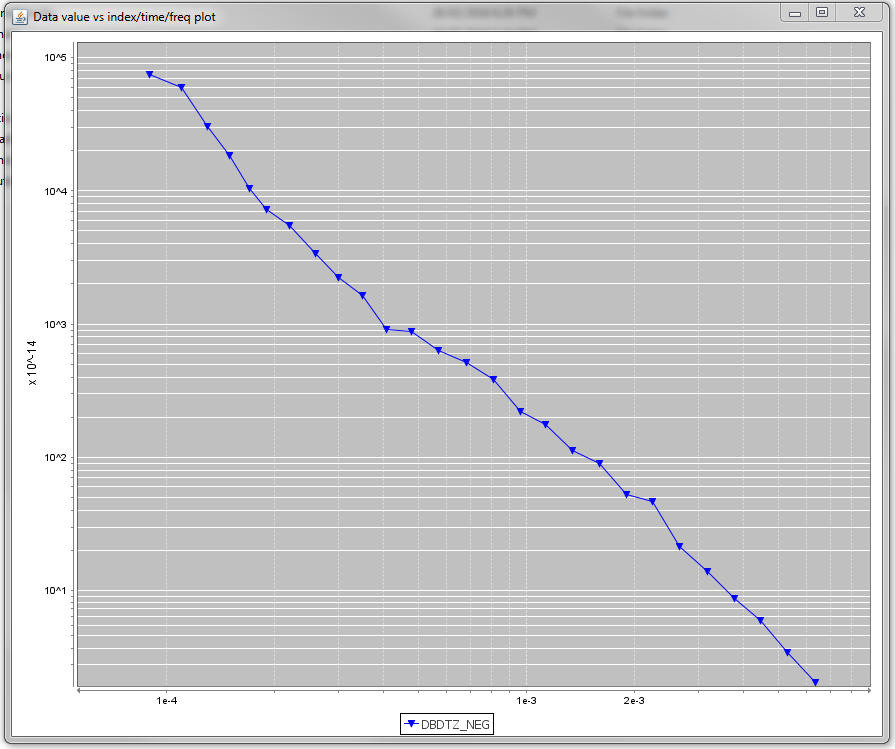 Data value vs index/time/freq plot
10^5
10^4
10^3
10^2
10^1
x 10^-14
1e-4
1e-3
2e-3
DBDTZ_NEG